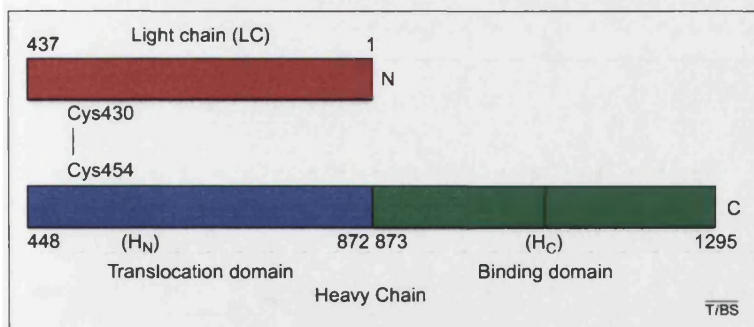 Light chain (LC)
437 1
N
Cys430
Cys454
C
448 (HN) 872 873 (HC) 1295
Translocation domain Binding domain
Heavy Chain
TiBS